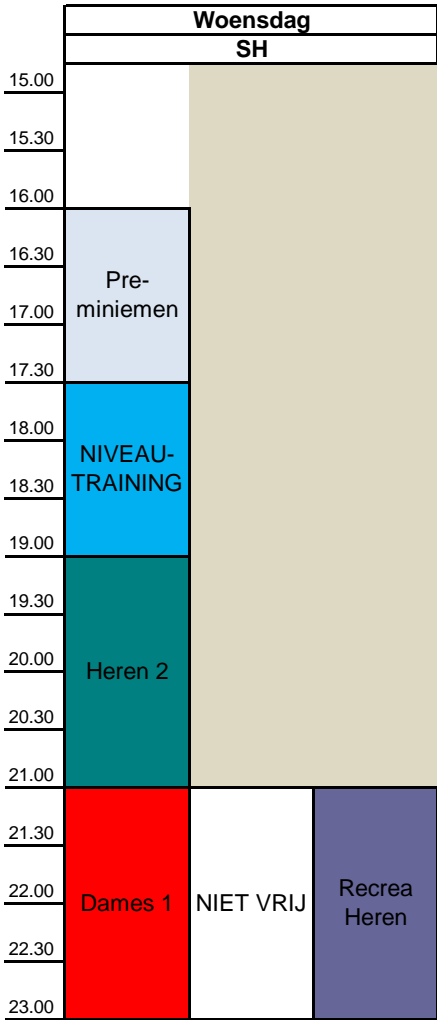 Woensdag
SH
15.00
15.30
16.00
16.30
Pre-
miniemen
17.00
17.30
18.00
NIVEAU-
TRAINING
18.30
19.00
19.30
20.00
Heren 2
20.30
21.00
21.30
22.00
Dames 1
NIET VRIJ
Recrea
Heren
22.30
23.00